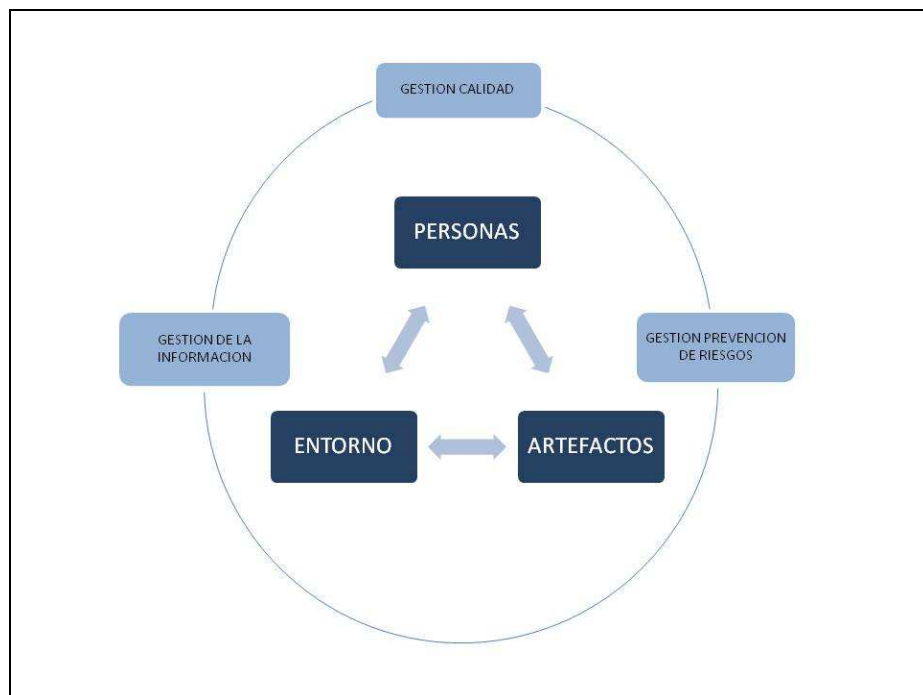 GESTION CALIDAD
PERSONAS
GESTION DE LA
INFORMACION
GESTION PREVENCION
DE RIESGOS
ENTORNO
ARTEFACTOS